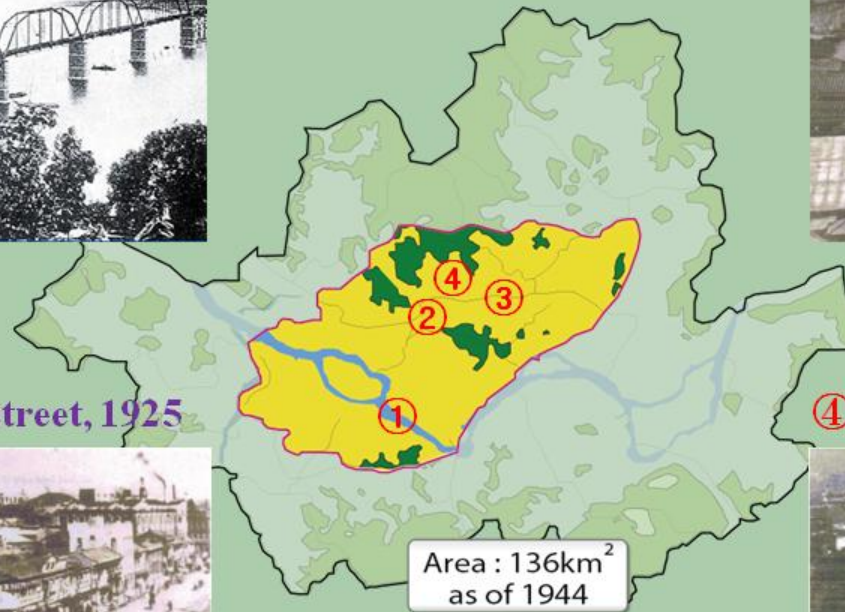 ④
③
②
①
treet, 1925
④
Area : 136km²
as of 1944